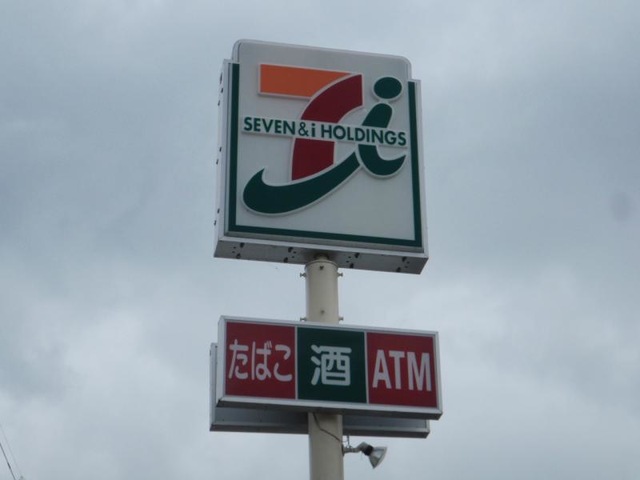 SEVEN & i HOLDINGS
たばこ 酒 ATM